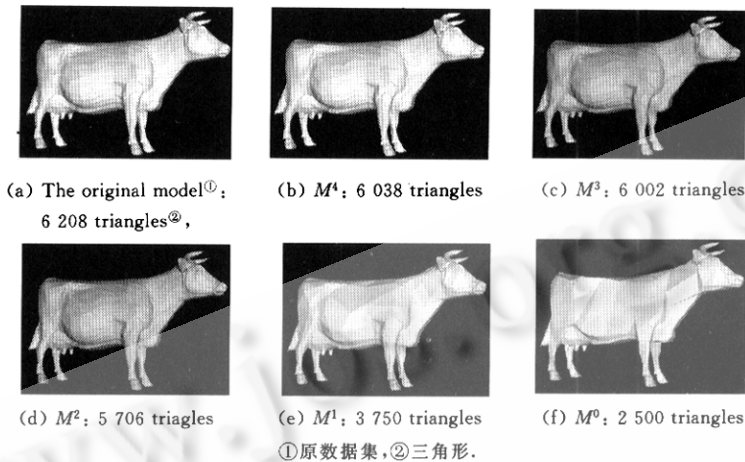 (a) The original model①:
6 208 triangles②,
(b) M⁴: 6 038 triangles
(c) M³: 6 002 triangles
(d) M²: 5 706 triagles
(e) M¹: 3 750 triangles
(f) M⁰: 2 500 triangles
①原数据集,②三角形.